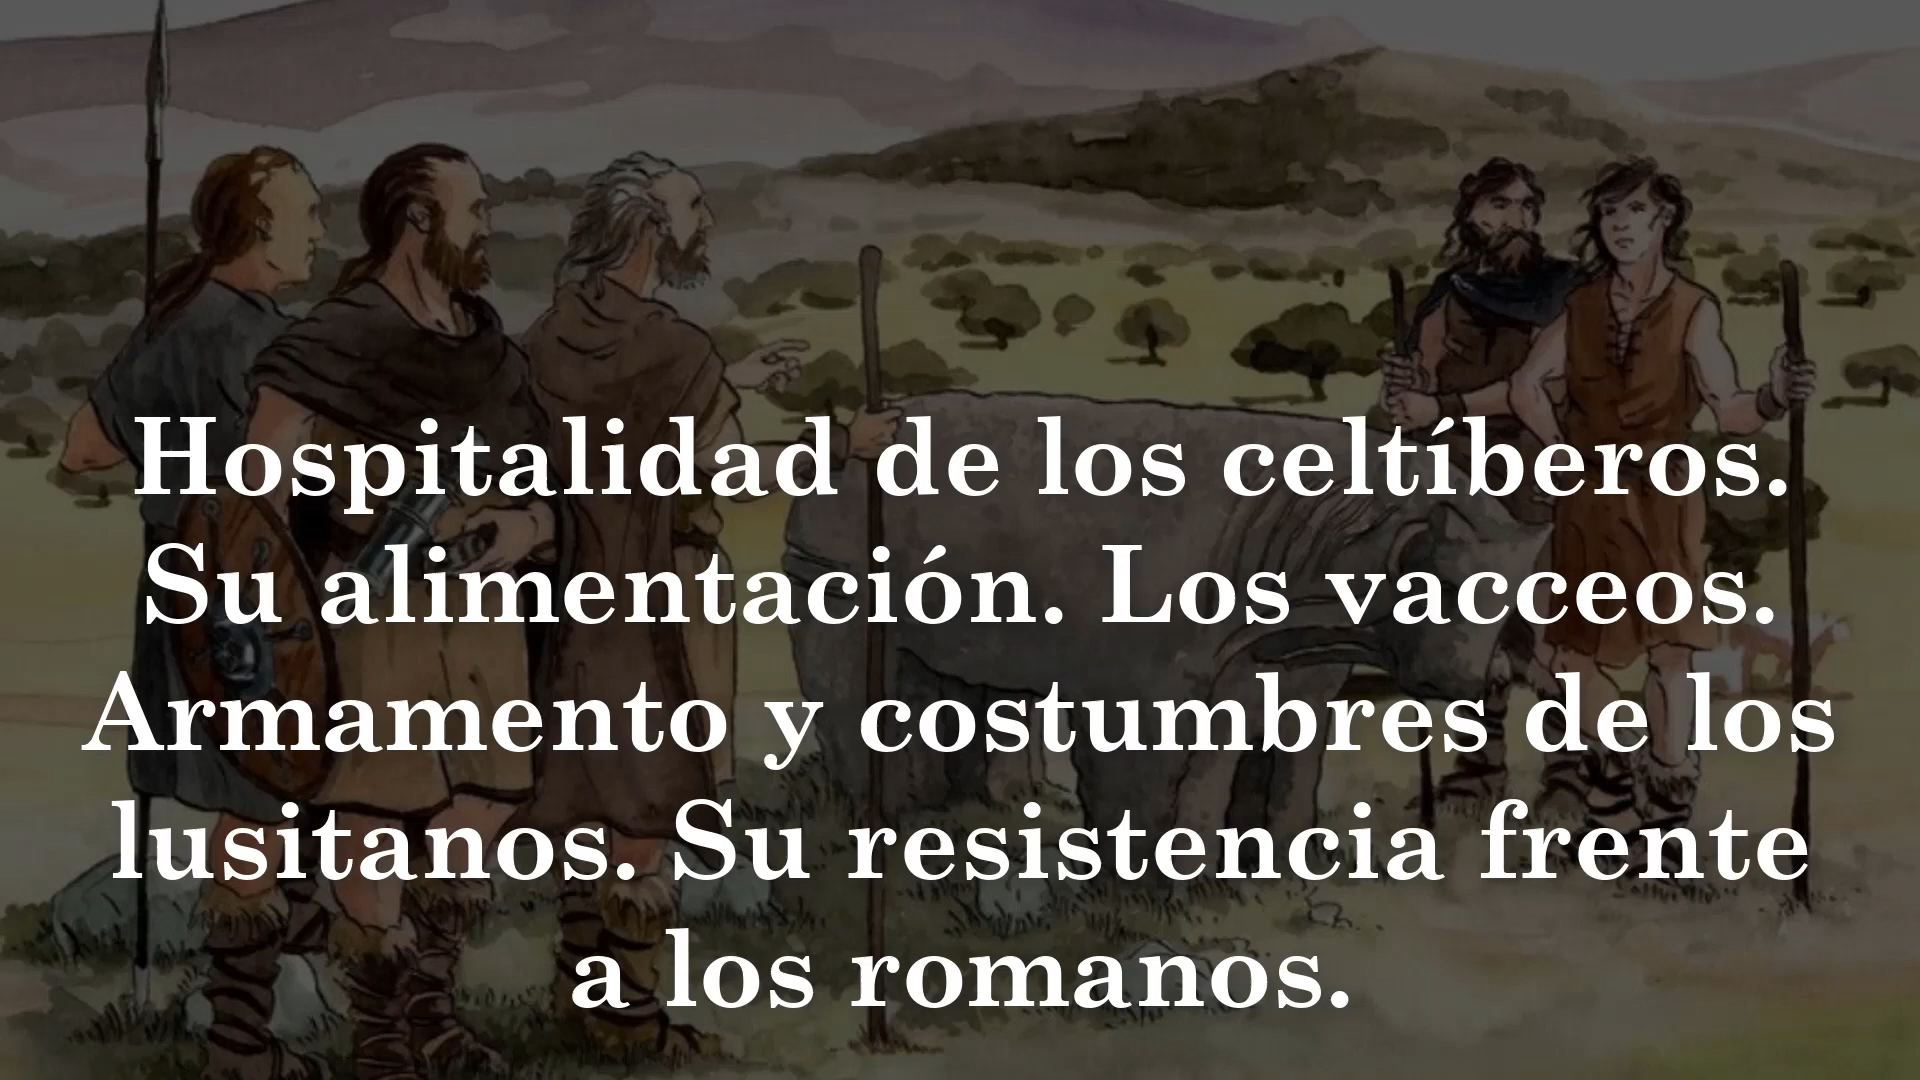 Hospitalidad de los celtíberos.
Su alimentación. Los vacceos.
Armamento y costumbres de los
lusitanos. Su resistencia frente
a los romanos.